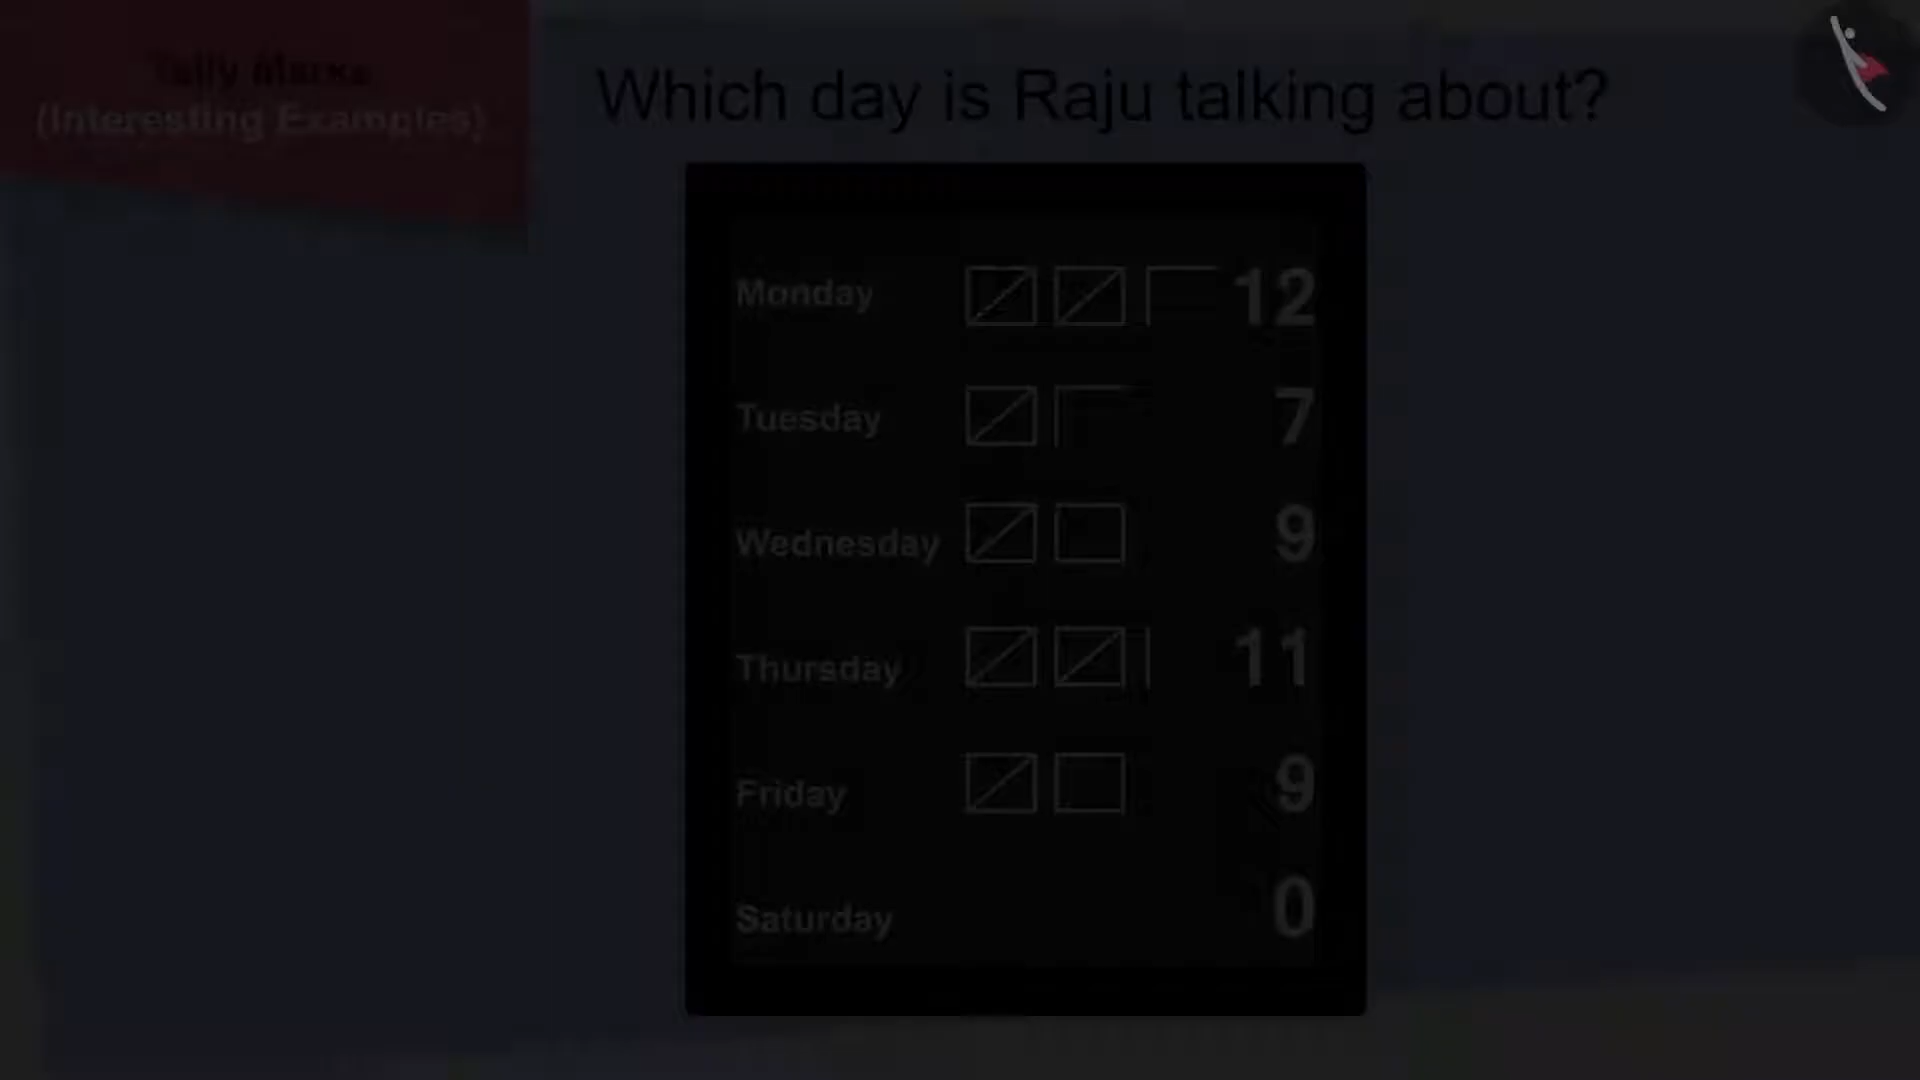 Tally Marks
(Interesting Examples)
Which day is Raju talking about?
Monday 12
Tuesday 7
Wednesday 9
Thursday 11
Friday 9
Saturday 0